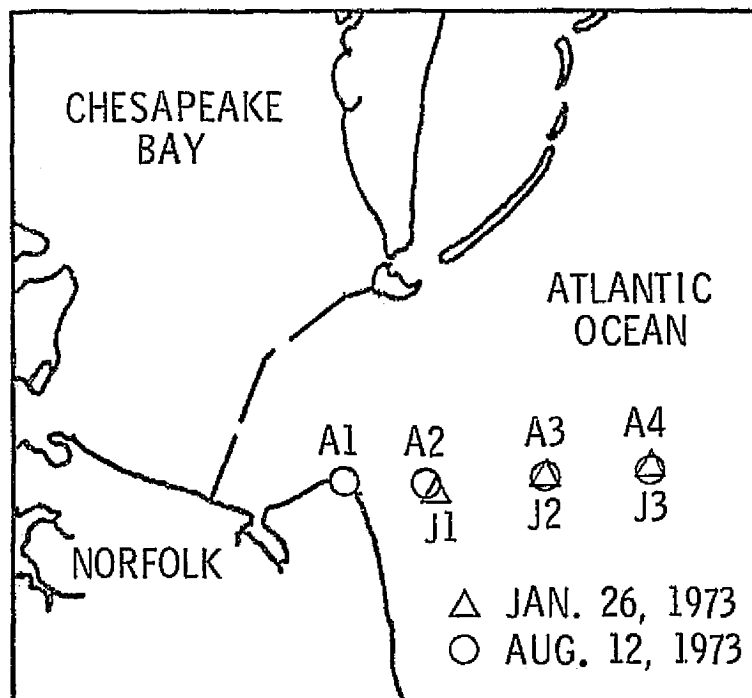 CHESAPEAKE
BAY
ATLANTIC
OCEAN
A1
A2
A3
A4
J1
J2
J3
NORFOLK
JAN. 26, 1973
AUG. 12, 1973